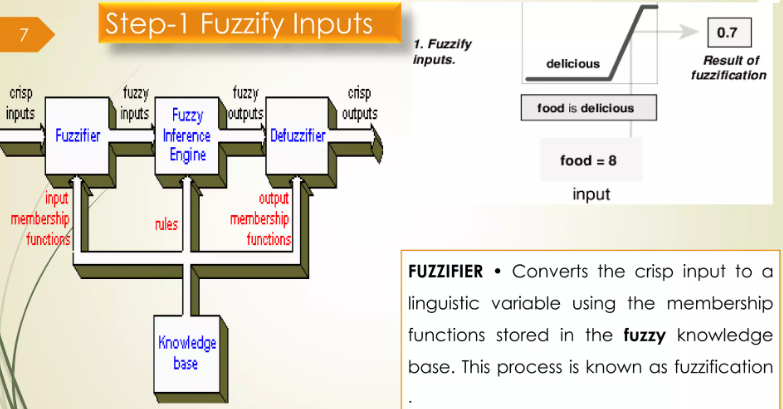 7
Step-1 Fuzzify Inputs
crisp
inputs
Fuzzifier
fuzzy
inputs
Fuzzy
Inference
Engine
fuzzy
outputs
Defuzzifier
crisp
outputs
input
membership
functions
rules
output
membership
functions
Knowledge
base
1. Fuzzify
inputs.
delicious
0.7
Result of
fuzzification
food is delicious
food = 8
input
FUZZIFIER • Converts the crisp input to a
linguistic variable using the membership
functions stored in the fuzzy knowledge
base. This process is known as fuzzification
.